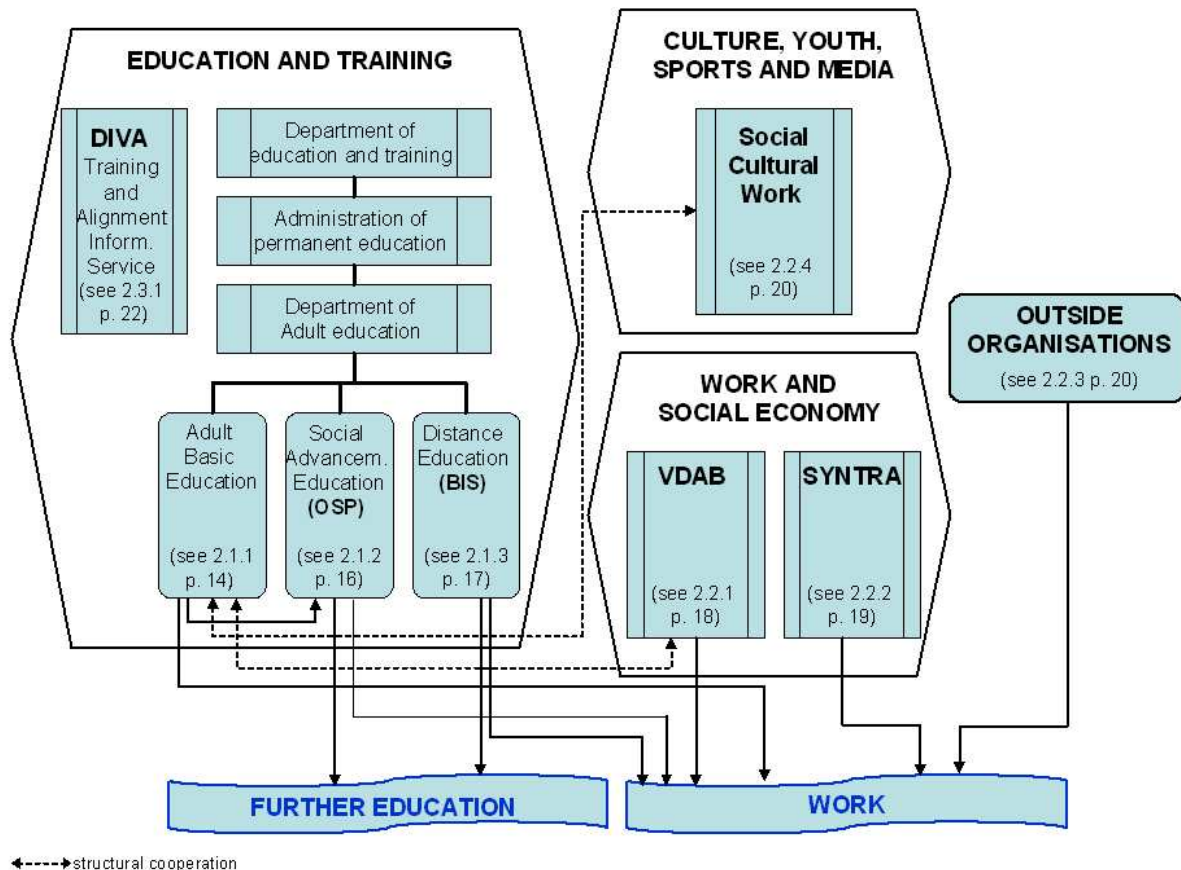 EDUCATION AND TRAINING
DIVA
Training
and
Alignment
Inform.
Service
(see 2.3.1
p. 22)
Department of
education and training
Administration of
permanent education
Department of
Adult education
Adult
Basic
Education
(see 2.1.1
p. 14)
Social
Advancem.
Education
(OSP)
(see 2.1.2
p. 16)
Distance
Education
(BIS)
(see 2.1.3
p. 17)
CULTURE, YOUTH,
SPORTS AND MEDIA
Social
Cultural
Work
(see 2.2.4
p. 20)
WORK AND
SOCIAL ECONOMY
VDAB
(see 2.2.1
p. 18)
SYNTRA
(see 2.2.2
p. 19)
OUTSIDE
ORGANISATIONS
(see 2.2.3 p. 20)
FURTHER EDUCATION
WORK
structural cooperation